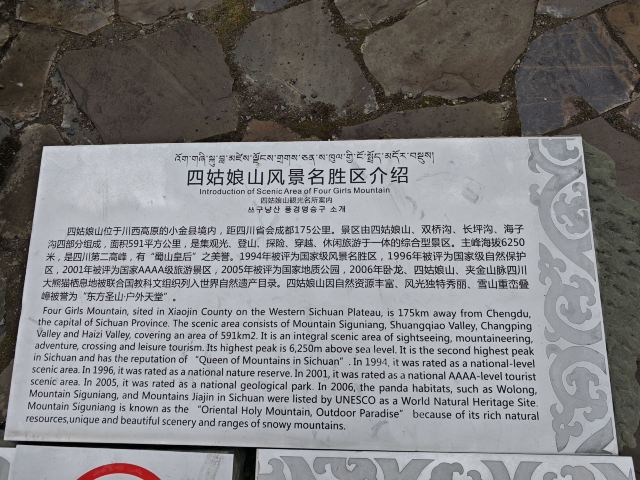 四姑娘山风景名胜区介绍
Introduction of Scenic Area of Four Girls Mountain
四姑娘山観光名所案内
쓰구냥산 풍경명승구 소개
四姑娘山位于川西高原的小金县境内，距四川省会成都175公里。景区由四姑娘山、双桥沟、长坪沟、海子
沟四部分组成，面积591平方公里，是集观光、登山、探险、穿越、休闲旅游于一体的综合型景区。主峰海拔6250
米，是四川第二高峰，有“蜀山皇后”之美誉。1994年被评为国家级风景名胜区，1996年被评为国家级自然保护
区，2001年被评为国家AAAA级旅游景区，2005年被评为国家地质公园，2006年卧龙、四姑娘山、夹金山脉四川
大熊猫栖息地被联合国教科文组织列入世界自然遗产目录。四姑娘山因自然资源丰富、风光独特秀丽、雪山重峦叠
嶂被誉为“东方圣山·户外天堂”。
Four Girls Mountain, sited in Xiaojin County on the Western Sichuan Plateau, is 175km away from Chengdu,
the capital of Sichuan Province. The scenic area consists of Mountain Siguniang, Shuangqiao Valley, Changping
Valley and Haizi Valley, covering an area of 591km2. It is an integral scenic area of sightseeing, mountaineering,
adventure, crossing and leisure tourism. Its highest peak is 6,250m above sea level. It is the second highest peak
in Sichuan and has the reputation of “Queen of Mountains in Sichuan”. In 1994, it was rated as a national-level
scenic area. In 1996, it was rated as a national nature reserve. In 2001, it was rated as a national AAAA-level tourist
scenic area. In 2005, it was rated as a national geological park. In 2006, the panda habitats, such as Wolong,
Mountain Siguniang, and Mountains Jiajin in Sichuan were listed by UNESCO as a World Natural Heritage Site.
Mountain Siguniang is known as the “Oriental Holy Mountain, Outdoor Paradise” because of its rich natural
resources,unique and beautiful scenery and ranges of snowy mountains.